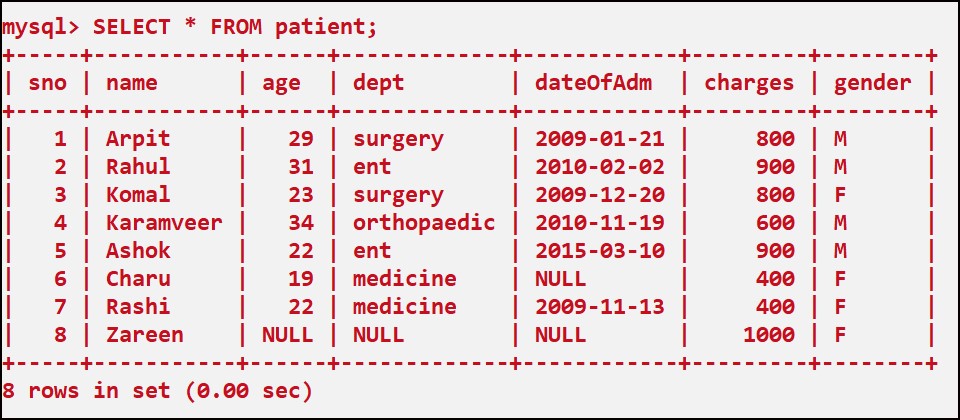 mysql> SELECT * FROM patient;
+-----+-----------+------+-------------+------------+---------+--------+
| sno | name      | age  | dept        | dateOfAdm  | charges | gender |
+-----+-----------+------+-------------+------------+---------+--------+
|   1 | Arpit     |   29 | surgery     | 2009-01-21 |     800 | M      |
|   2 | Rahul     |   31 | ent         | 2010-02-02 |     900 | M      |
|   3 | Komal     |   23 | surgery     | 2009-12-20 |     800 | F      |
|   4 | Karamveer |   34 | orthopaedic | 2010-11-19 |     600 | M      |
|   5 | Ashok     |   22 | ent         | 2015-03-10 |     900 | M      |
|   6 | Charu     |   19 | medicine    | NULL       |     400 | F      |
|   7 | Rashi     |   22 | medicine    | 2009-11-13 |     400 | F      |
|   8 | Zareen    | NULL | NULL        | NULL       |    1000 | F      |
+-----+-----------+------+-------------+------------+---------+--------+
8 rows in set (0.00 sec)